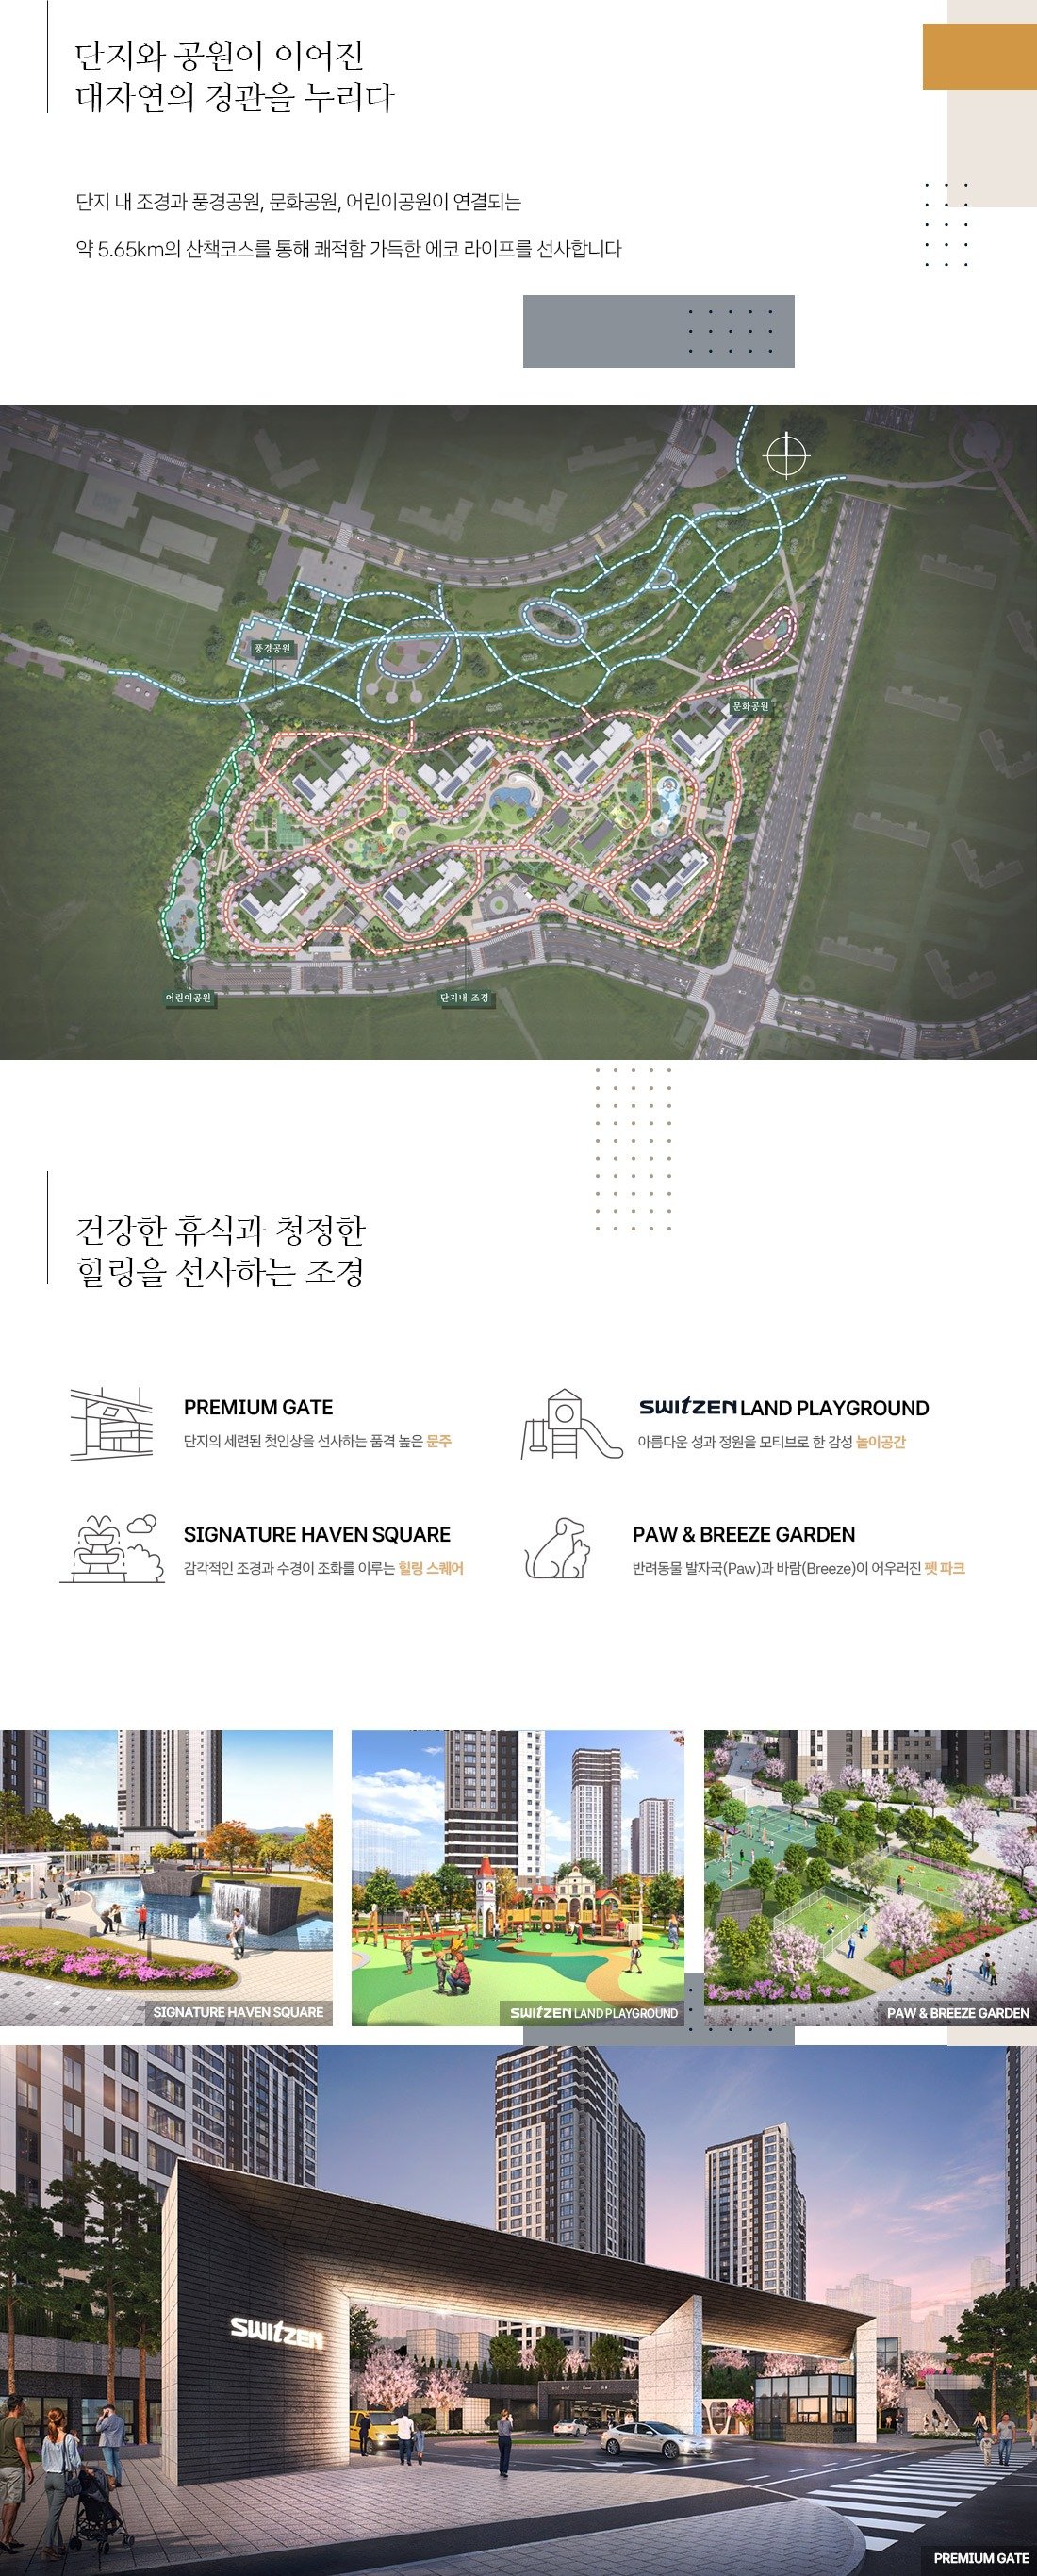 단지와 공원이 이어진
대자연의 경관을 누리다
단지 내 조경과 풍경공원, 문화공원, 어린이공원이 연결되는
약 5.65km의 산책코스를 통해 쾌적함 가득한 에코 라이프를 선사합니다
풍경공원
문화공원
어린이공원
단지내 조경
건강한 휴식과 청정한
힐링을 선사하는 조경
PREMIUM GATE
단지의 세련된 첫인상을 선사하는 품격 높은 문주
SWITZEN LAND PLAYGROUND
아름다운 성과 정원을 모티브로 한 감성 놀이공간
SIGNATURE HAVEN SQUARE
감각적인 조경과 수경이 조화를 이루는 힐링 스퀘어
PAW & BREEZE GARDEN
반려동물 발자국(Paw)과 바람(Breeze)이 어우러진 펫 파크
SIGNATURE HAVEN SQUARE
SWITZEN LAND PLAYGROUND
PAW & BREEZE GARDEN
SWITZEN
PREMIUM GATE